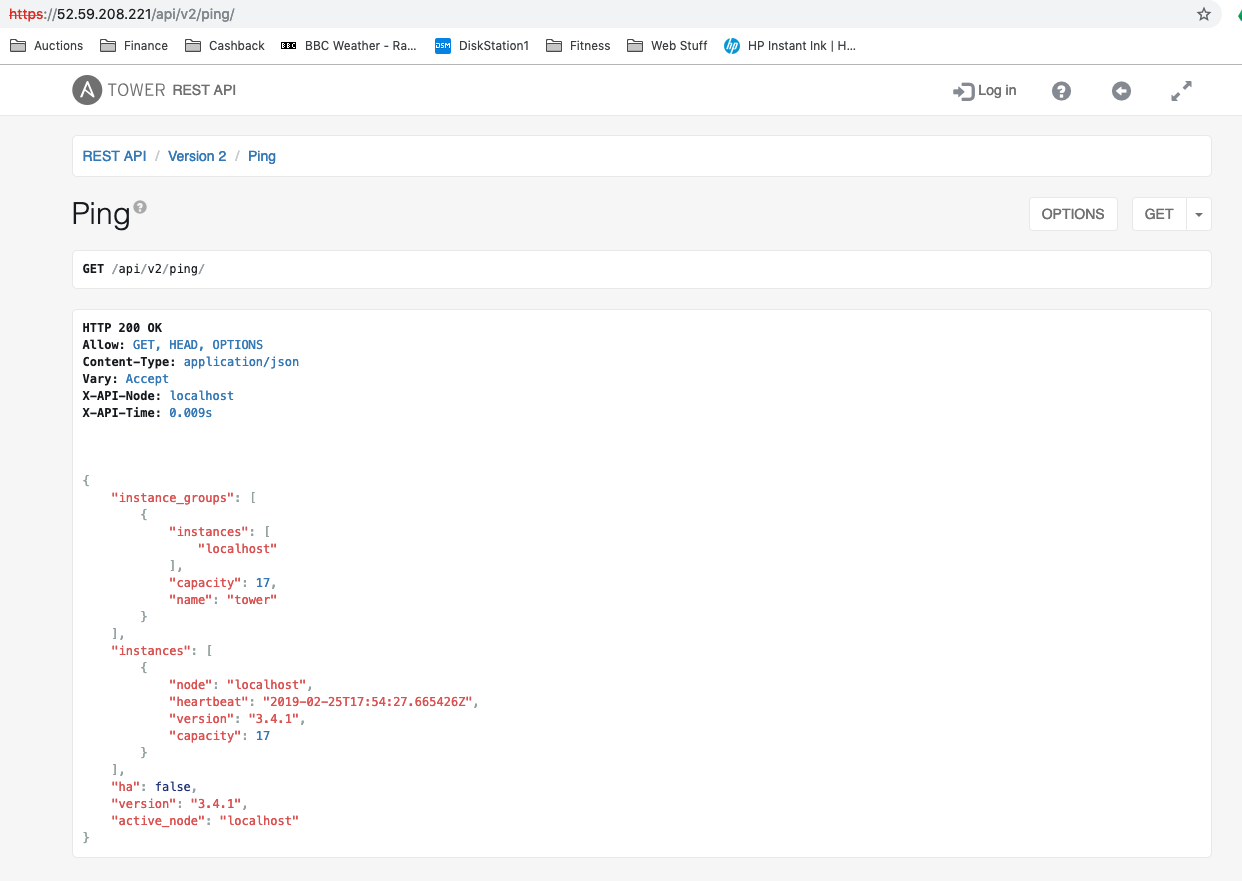 https://52.59.208.221/api/v2/ping/
Auctions Finance Cashback BBC BBC Weather - Ra... DSM DiskStation1 Fitness Web Stuff hp HP Instant Ink | H...
A TOWER REST API Log in ?
REST API / Version 2 / Ping
Ping ? OPTIONS GET
GET /api/v2/ping/
HTTP 200 OK
Allow: GET, HEAD, OPTIONS
Content-Type: application/json
Vary: Accept
X-API-Node: localhost
X-API-Time: 0.009s
{
    "instance_groups": [
        {
            "instances": [
                "localhost"
            ],
            "capacity": 17,
            "name": "tower"
        }
    ],
    "instances": [
        {
            "node": "localhost",
            "heartbeat": "2019-02-25T17:54:27.665426Z",
            "version": "3.4.1",
            "capacity": 17
        }
    ],
    "ha": false,
    "version": "3.4.1",
    "active_node": "localhost"
}